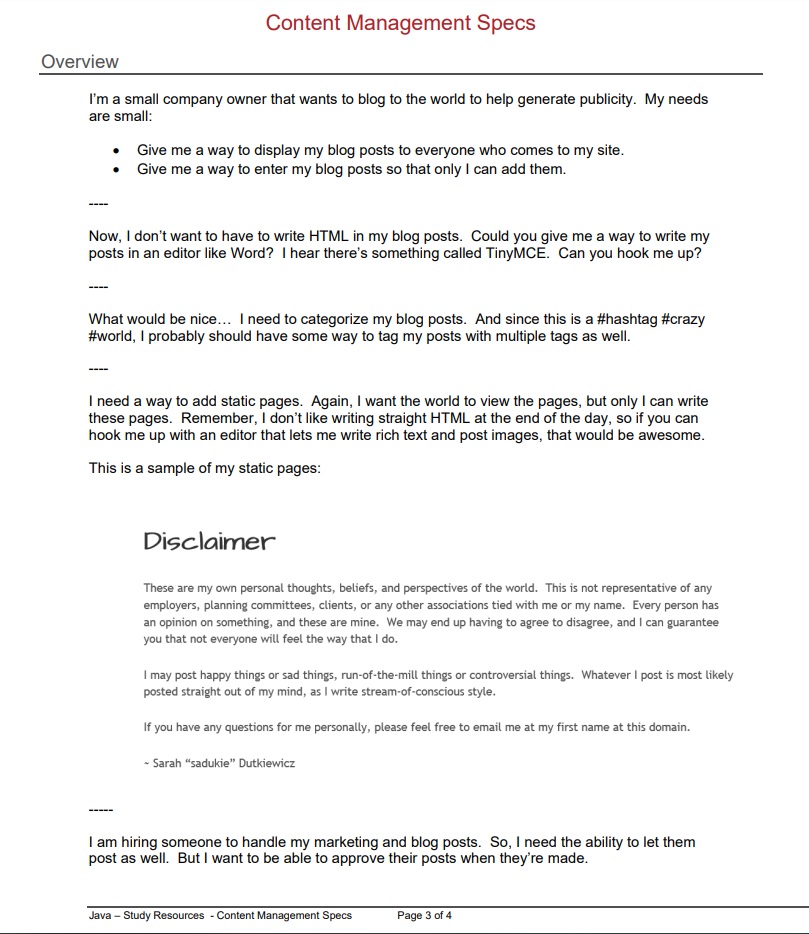 Content Management Specs
Overview
I'm a small company owner that wants to blog to the world to help generate publicity.  My needs
are small:
• Give me a way to display my blog posts to everyone who comes to my site.
• Give me a way to enter my blog posts so that only I can add them.
----
Now, I don't want to have to write HTML in my blog posts.  Could you give me a way to write my
posts in an editor like Word?  I hear there's something called TinyMCE.  Can you hook me up?
----
What would be nice…  I need to categorize my blog posts.  And since this is a #hashtag #crazy
#world, I probably should have some way to tag my posts with multiple tags as well.
----
I need a way to add static pages.  Again, I want the world to view the pages, but only I can write
these pages.  Remember, I don't like writing straight HTML at the end of the day, so if you can
hook me up with an editor that lets me write rich text and post images, that would be awesome.
This is a sample of my static pages:
Disclaimer
These are my own personal thoughts, beliefs, and perspectives of the world.  This is not representative of any
employers, planning committees, clients, or any other associations tied with me or my name.  Every person has
an opinion on something, and these are mine.  We may end up having to agree to disagree, and I can guarantee
you that not everyone will feel the way that I do.
I may post happy things or sad things, run-of-the-mill things or controversial things.  Whatever I post is most likely
posted straight out of my mind, as I write stream-of-conscious style.
If you have any questions for me personally, please feel free to email me at my first name at this domain.
~ Sarah "sadukie" Dutkiewicz
-----
I am hiring someone to handle my marketing and blog posts.  So, I need the ability to let them
post as well.  But I want to be able to approve their posts when they're made.
Java – Study Resources  - Content Management Specs Page 3 of 4